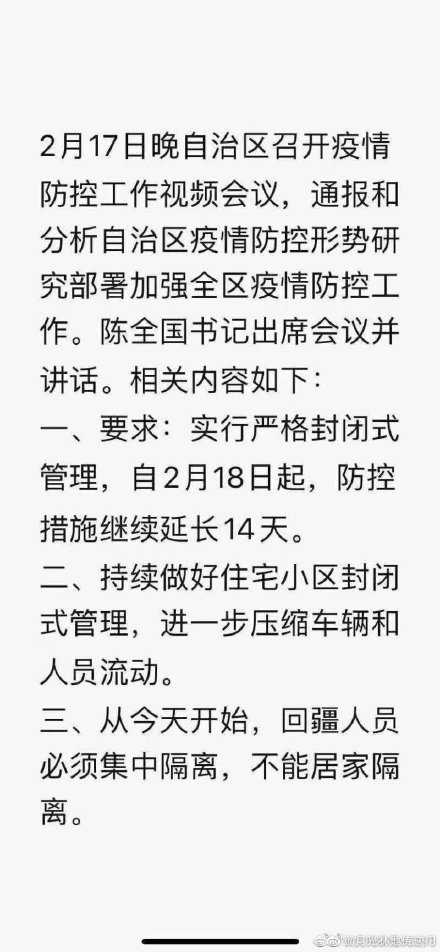 2月17日晚自治区召开疫情
防控工作视频会议，通报和
分析自治区疫情防控形势研
究部署加强全区疫情防控工
作。陈全国书记出席会议并
讲话。相关内容如下：
一、要求：实行严格封闭式
管理，自2月18日起，防控
措施继续延长14天。
二、持续做好住宅小区封闭
式管理，进一步压缩车辆和
人员流动。
三、从今天开始，回疆人员
必须集中隔离，不能居家隔
离。